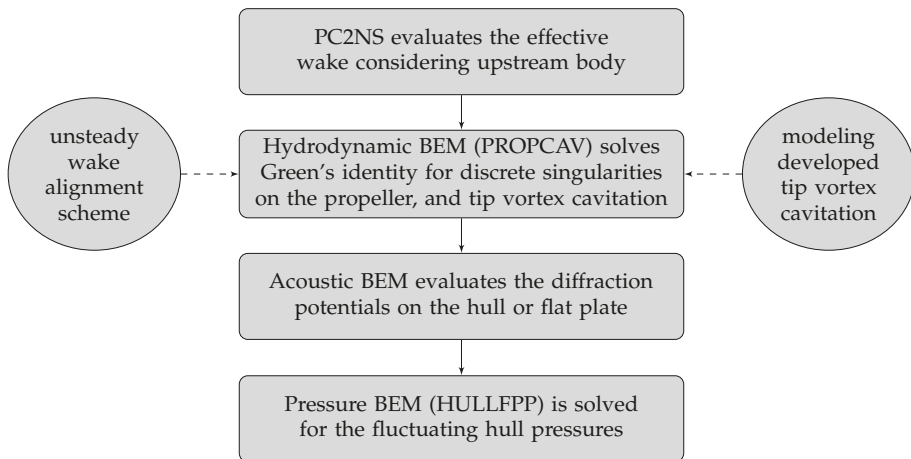 PC2NS evaluates the effective
wake considering upstream body
unsteady
wake
alignment
scheme
Hydrodynamic BEM (PROPCAV) solves
Green's identity for discrete singularities
on the propeller, and tip vortex cavitation
modeling
developed
tip vortex
cavitation
Acoustic BEM evaluates the diffraction
potentials on the hull or flat plate
Pressure BEM (HULLFPP) is solved
for the fluctuating hull pressures